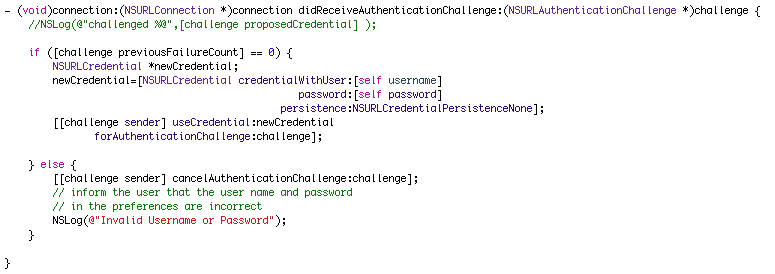 - (void)connection:(NSURLConnection *)connection didReceiveAuthenticationChallenge:(NSURLAuthenticationChallenge *)challenge {
//NSLog(@"challenged %@",[challenge proposedCredential] );
if ([challenge previousFailureCount] == 0) {
NSURLCredential *newCredential;
newCredential=[NSURLCredential credentialWithUser:[self username]
password:[self password]
persistence:NSURLCredentialPersistenceNone];
[[challenge sender] useCredential:newCredential
forAuthenticationChallenge:challenge];
} else {
[[challenge sender] cancelAuthenticationChallenge:challenge];
// inform the user that the user name and password
// in the preferences are incorrect
NSLog(@"Invalid Username or Password");
}
}